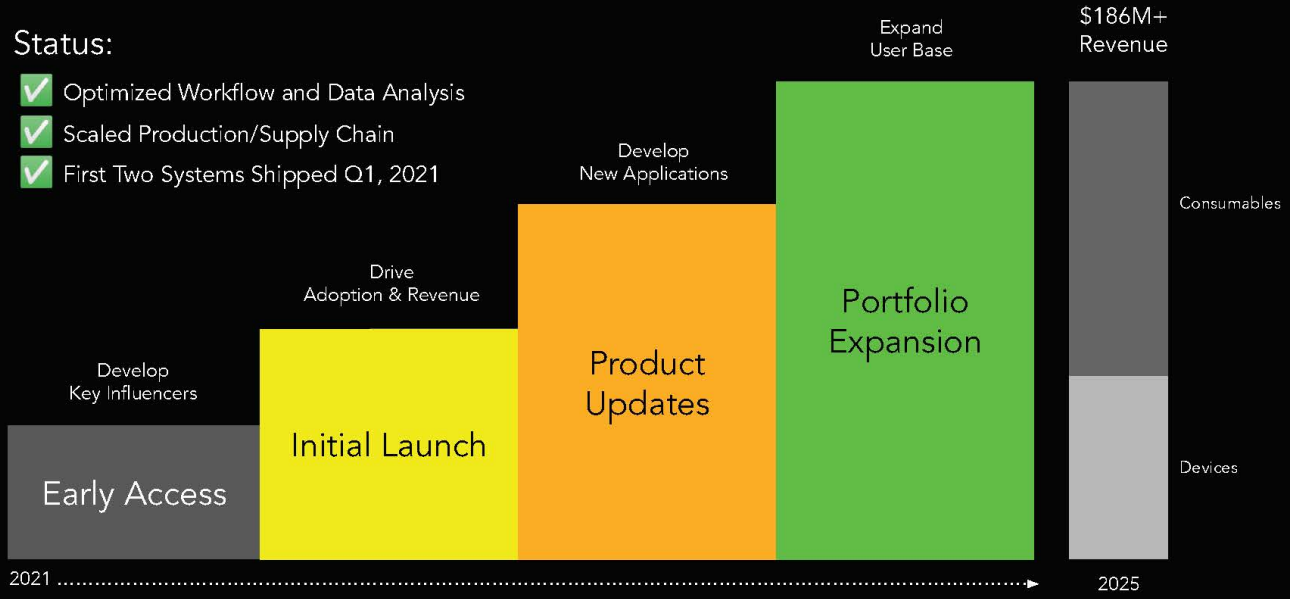 Status:
Optimized Workflow and Data Analysis
Scaled Production/Supply Chain
First Two Systems Shipped Q1, 2021
Develop
Key Influencers
Early Access
Drive
Adoption & Revenue
Initial Launch
Develop
New Applications
Product
Updates
Expand
User Base
Portfolio
Expansion
$186M+
Revenue
Consumables
Devices
2021
2025